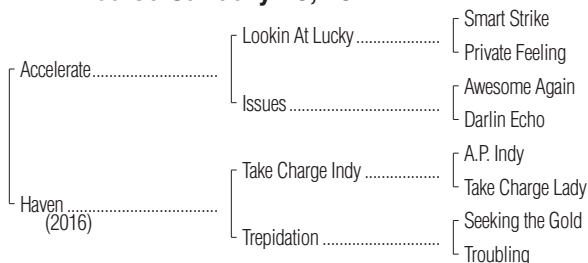 Smart Strike
Lookin At Lucky
Private Feeling
Accelerate
Awesome Again
Issues
Darlin Echo
A.P. Indy
Take Charge Indy
Take Charge Lady
Haven
(2016)
Seeking the Gold
Trepidation
Troubling